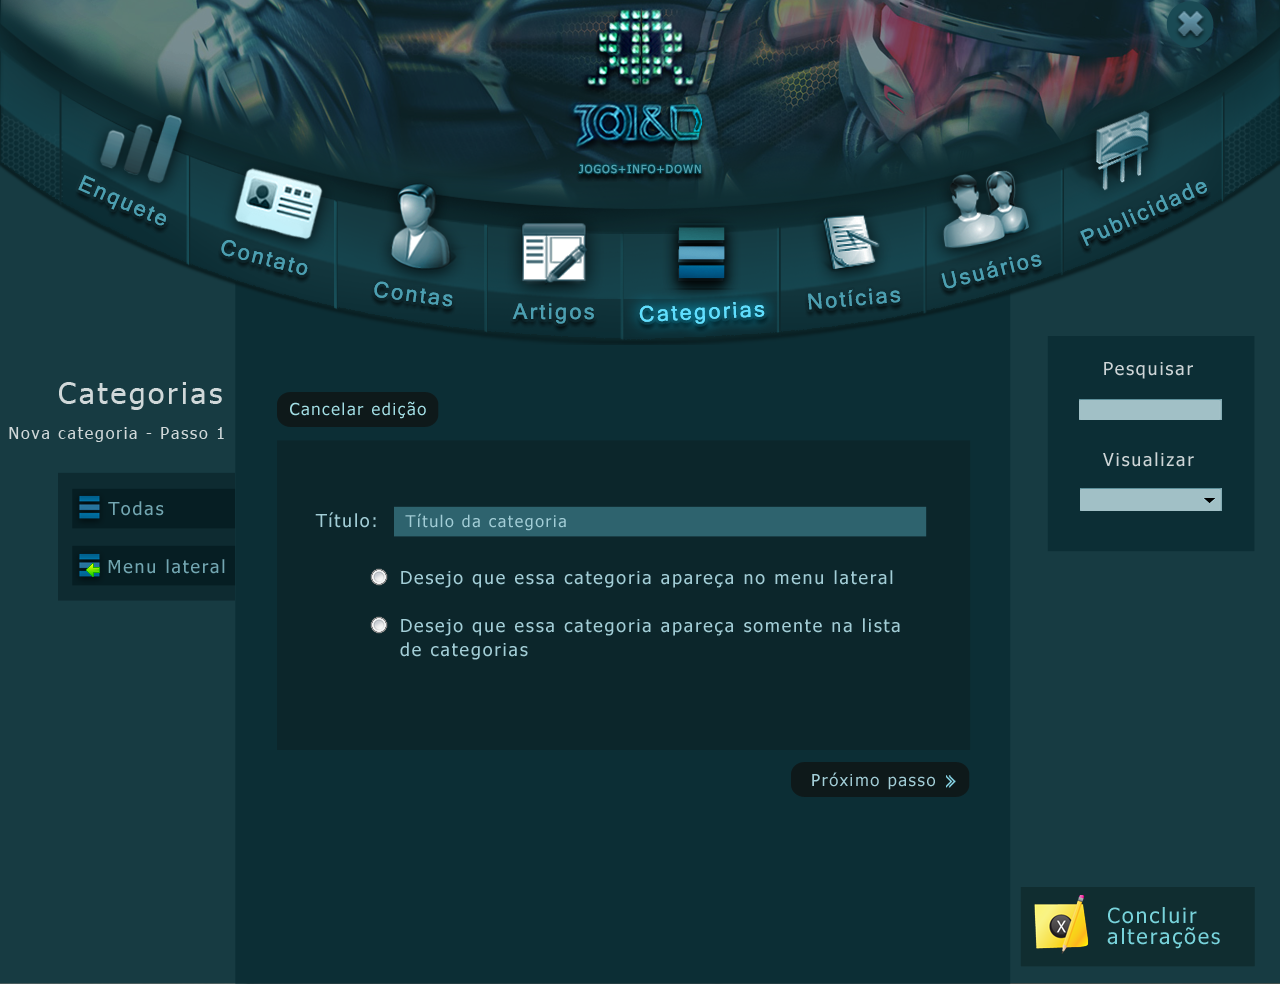 JOI&D
JOGOS+INFO+DOWN
Enquete
Contato
Contas
Artigos
Categorias
Notícias
Usuários
Publicidade
Categorias
Nova categoria - Passo 1
Todas
Menu lateral
Cancelar edição
Título:
Título da categoria
Desejo que essa categoria apareça no menu lateral
Desejo que essa categoria apareça somente na lista
de categorias
Próximo passo
Pesquisar
Visualizar
X
Concluir
alterações